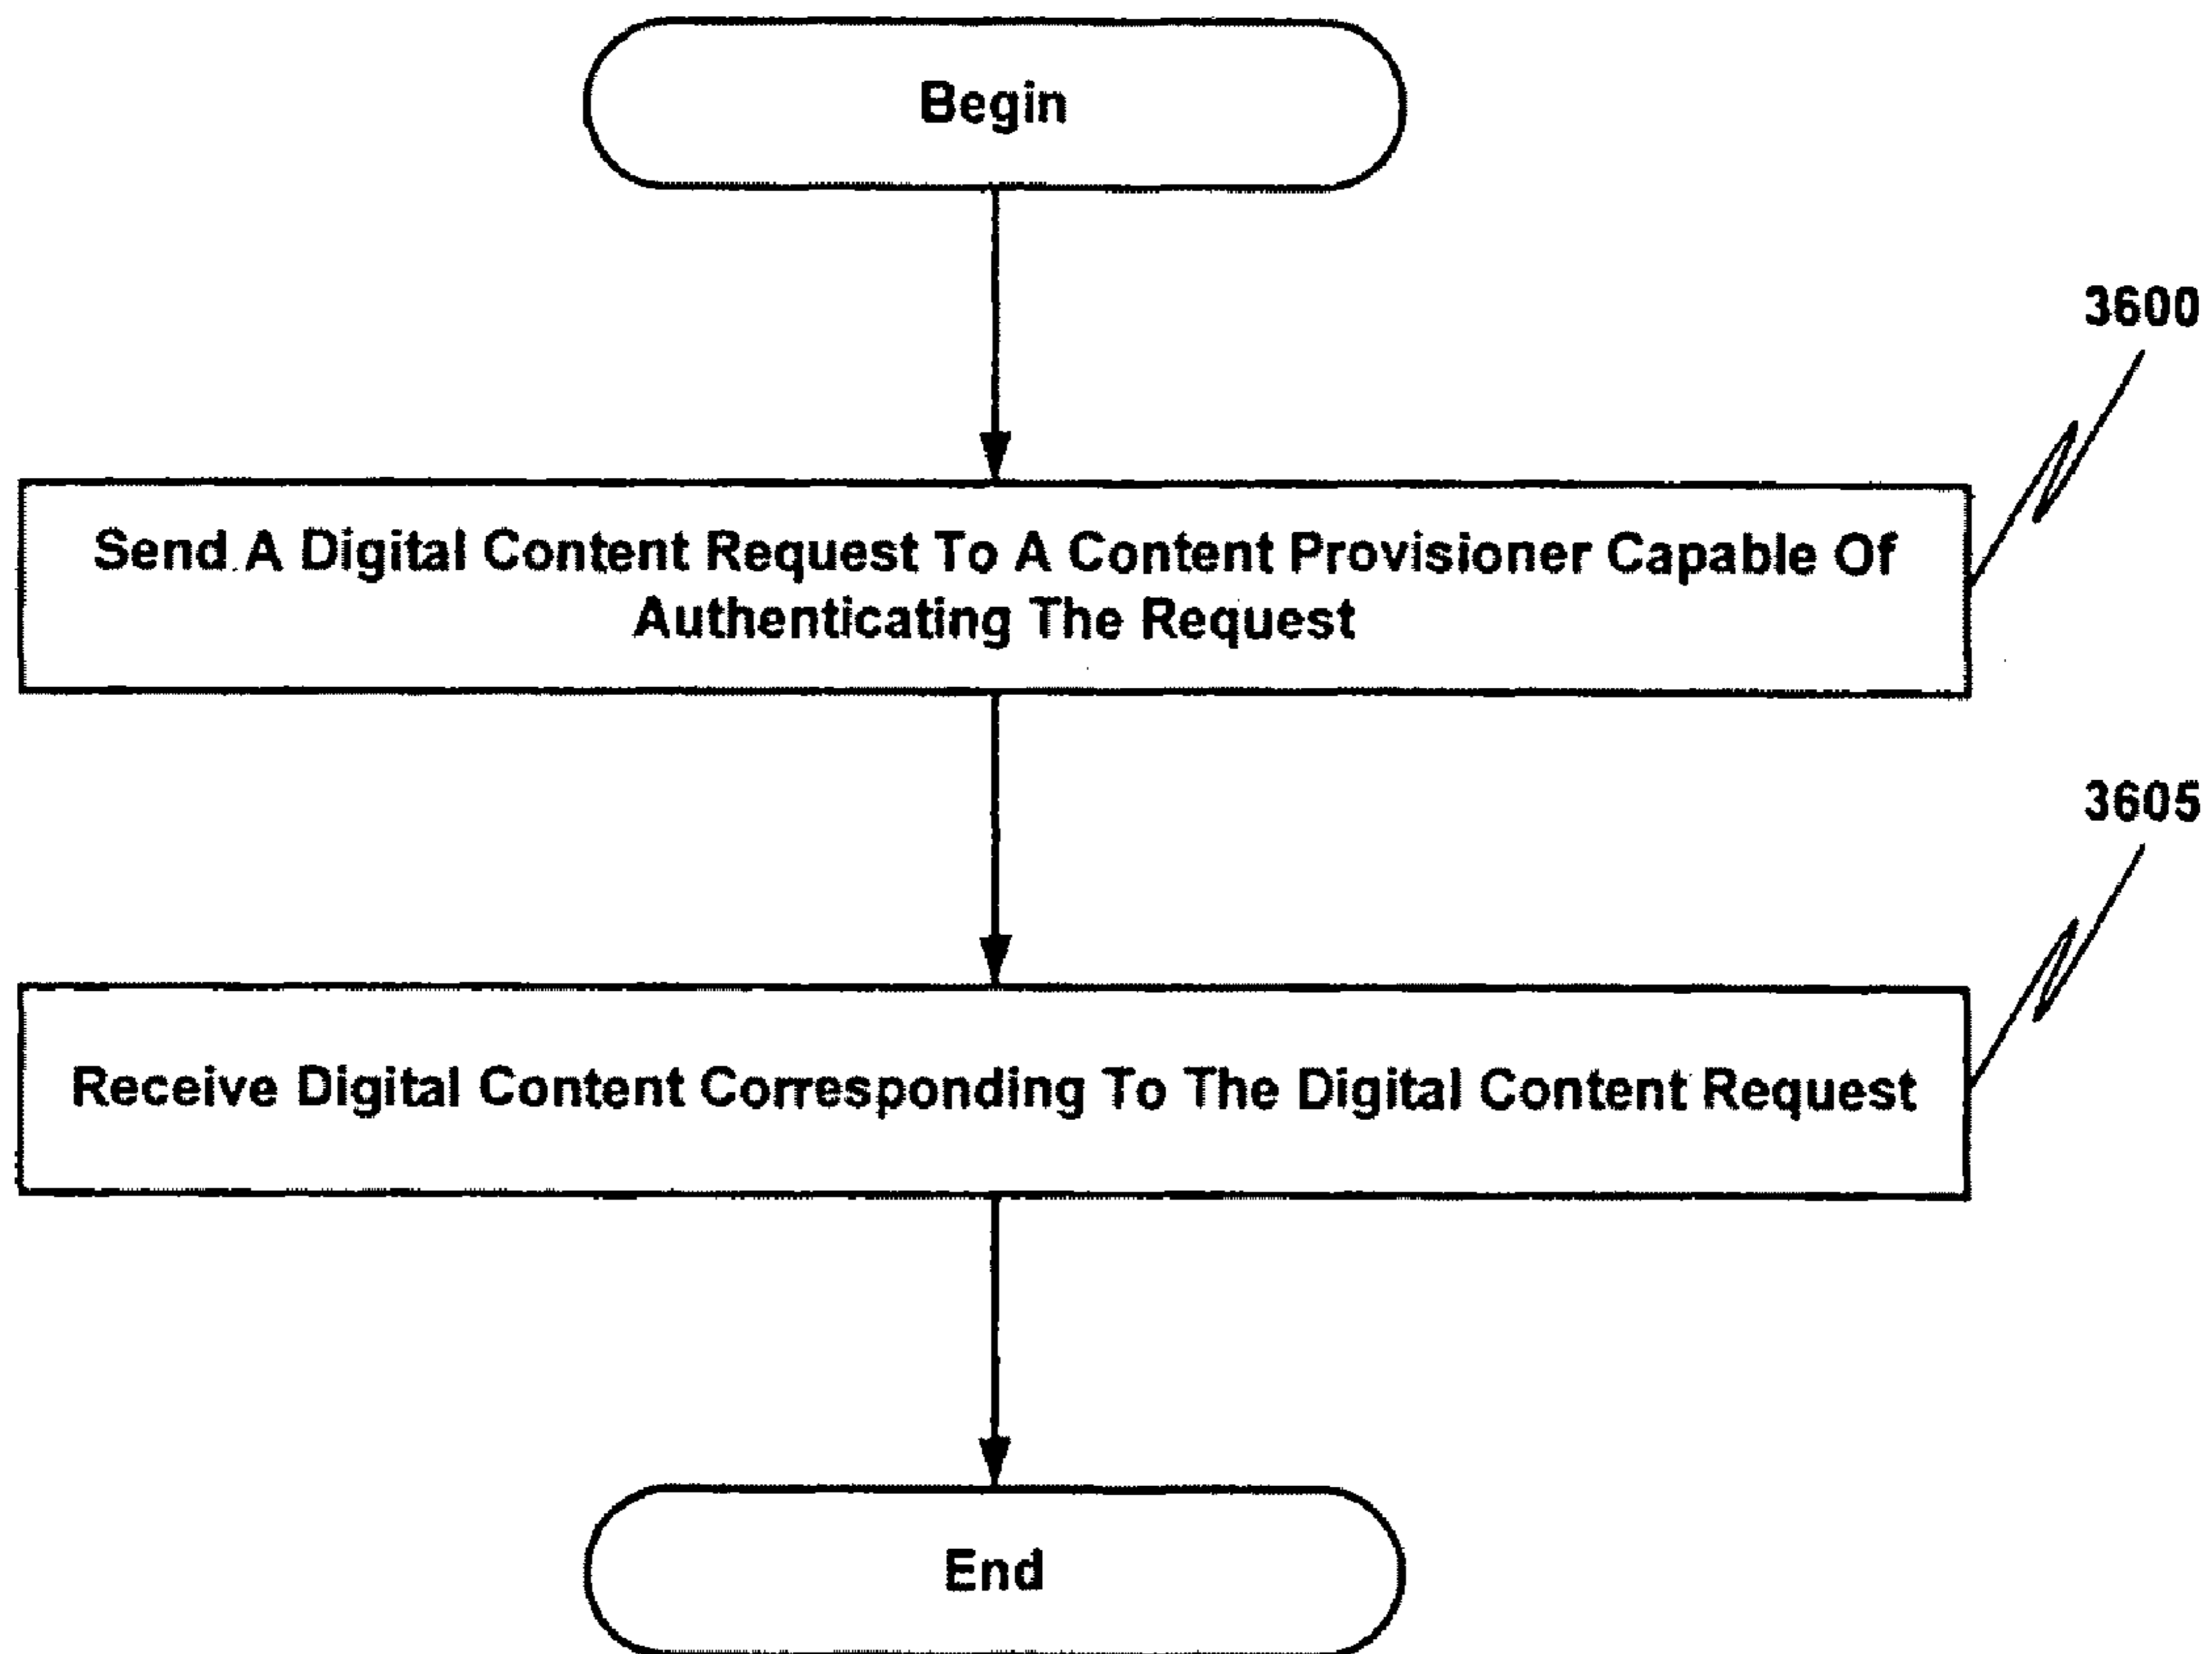 Begin
3600
Send A Digital Content Request To A Content Provisioner Capable Of
Authenticating The Request
3605
Receive Digital Content Corresponding To The Digital Content Request
End